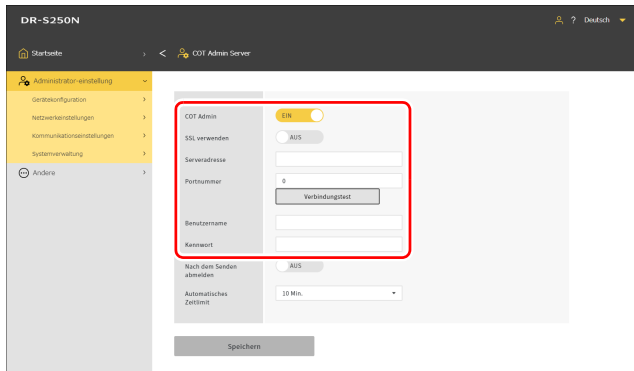 DR-S250N
? Deutsch
Startseite
COT Admin Server
Administrator-einstellung
Gerätekonfiguration
Netzwerkeinstellungen
Kommunikationseinstellungen
Systemverwaltung
Andere
COT Admin
EIN
SSL verwenden
AUS
Serveradresse
Portnummer
0
Verbindungstest
Benutzername
Kennwort
Nach dem Senden
abmelden
AUS
Automatisches
Zeitlimit
10 Min.
Speichern